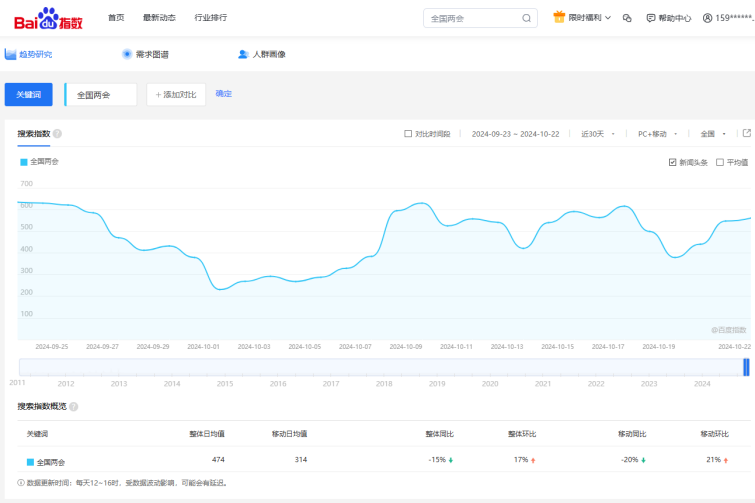 Bai du 指数 首页 最新动态 行业排行 全国两会 限时福利 帮助中心 159******
趋势研究 需求图谱 人群画像
关键词 全国两会 + 添加对比 确定
搜索指数 ? 对比时间段 2024-09-23 ~ 2024-10-22 近30天 PC+移动 全国
全国两会 新闻头条 平均值
700
600
500
400
300
200
100
@百度指数
2024-09-25 2024-09-27 2024-09-29 2024-10-01 2024-10-03 2024-10-05 2024-10-07 2024-10-09 2024-10-11 2024-10-13 2024-10-15 2024-10-17 2024-10-19 2024-10-22
2011 2012 2013 2014 2015 2016 2017 2018 2019 2020 2021 2022 2023 2024
搜索指数概览 ?
关键词 整体日均值 移动日均值 整体同比 整体环比 移动同比 移动环比
全国两会 474 314 -15% 17% -20% 21%
数据更新时间：每天12~16时，受数据波动影响，可能会有延迟。